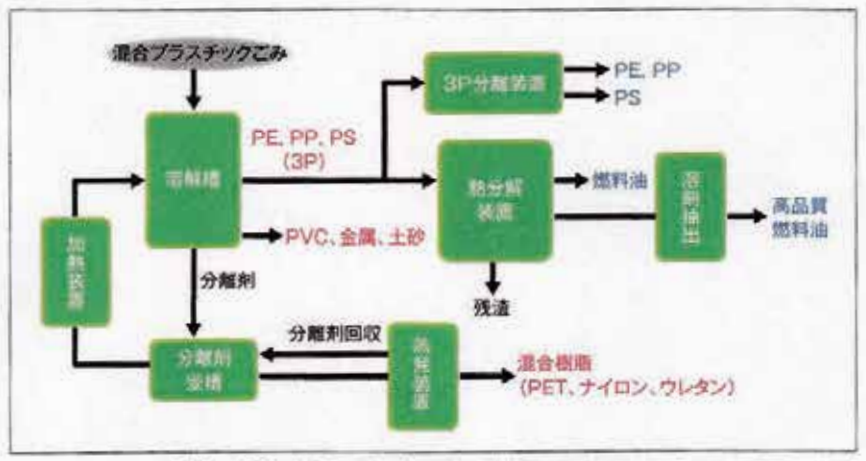 混合プラスチックごみ
3P分離装置
PE, PP
PS
PE, PP, PS
(3P)
溶解槽
熱分解
装置
燃料油
溶剤抽出
高品質
燃料油
PVC、金属、土砂
加熱装置
分離剤
残渣
分離剤回収
分離剤
装置
混合樹脂
(PET、ナイロン、ウレタン)